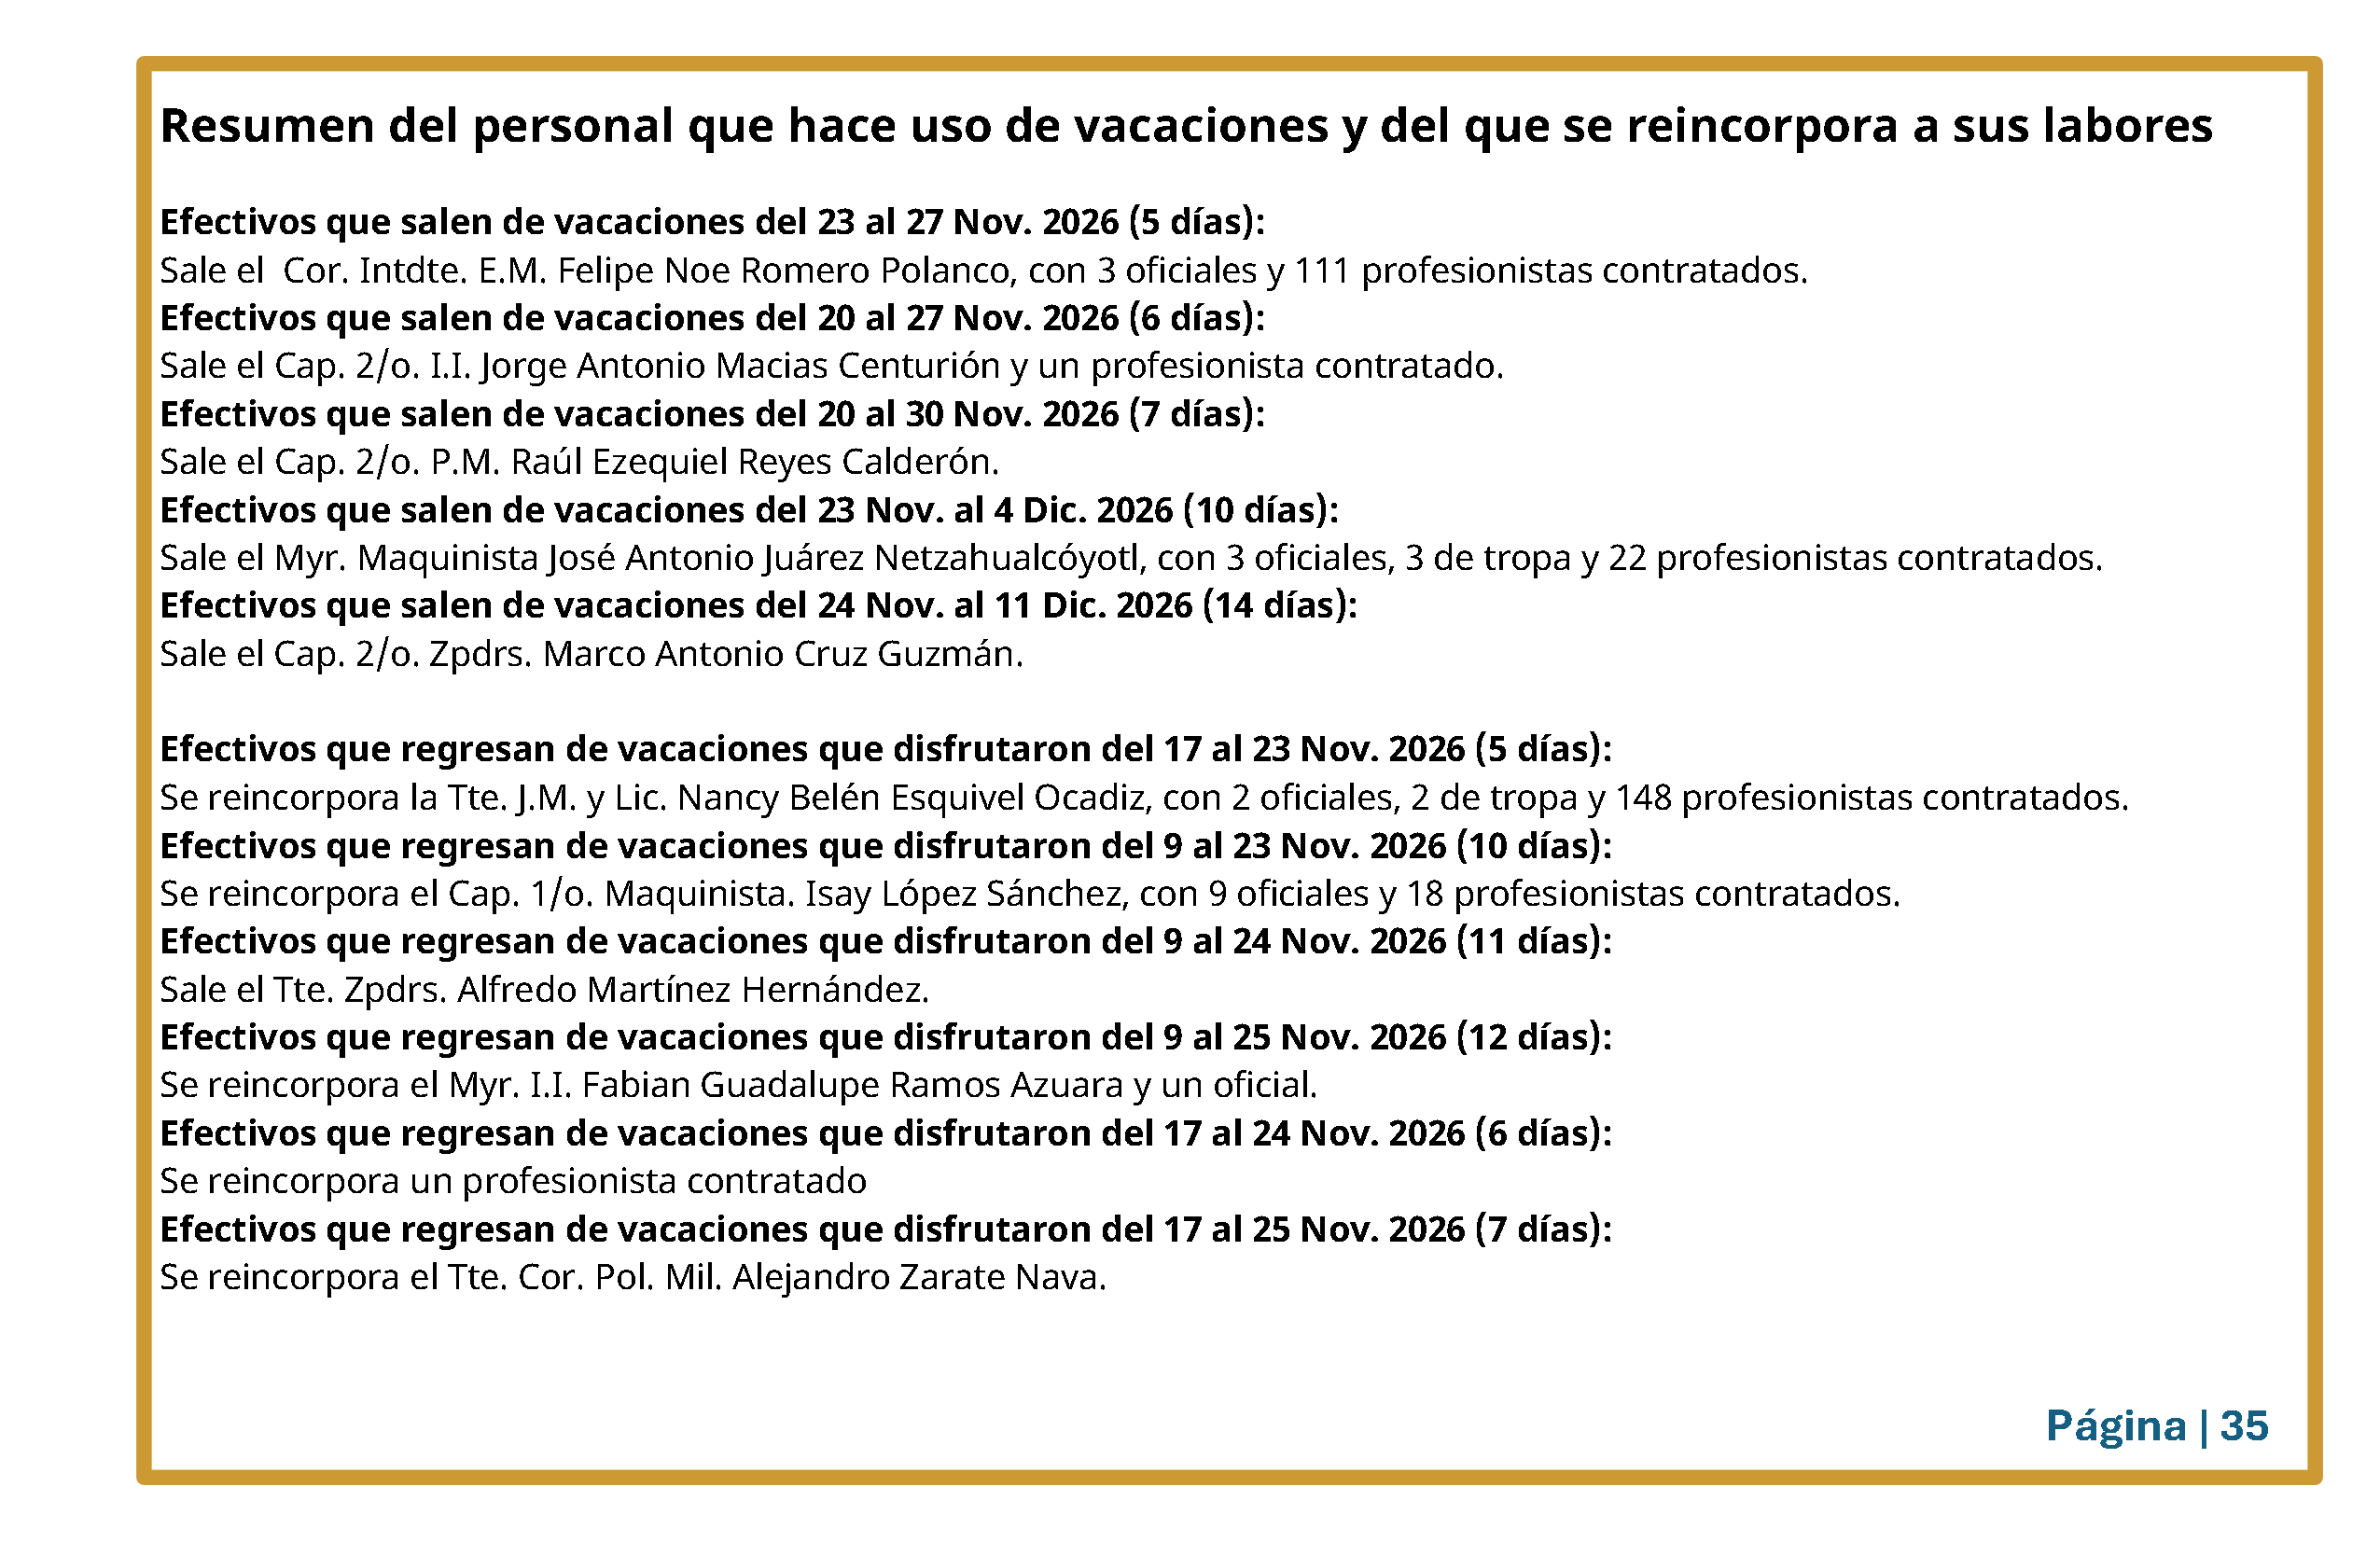 Resumen del personal que hace uso de vacaciones y del que se reincorpora a sus labores
Efectivos que salen de vacaciones del 23 al 27 Nov. 2026 (5 días):
Sale el Cor. Intdte. E.M. Felipe Noe Romero Polanco, con 3 oficiales y 111 profesionistas contratados.
Efectivos que salen de vacaciones del 20 al 27 Nov. 2026 (6 días):
Sale el Cap. 2/o. I.I. Jorge Antonio Macias Centurión y un profesionista contratado.
Efectivos que salen de vacaciones del 20 al 30 Nov. 2026 (7 días):
Sale el Cap. 2/o. P.M. Raúl Ezequiel Reyes Calderón.
Efectivos que salen de vacaciones del 23 Nov. al 4 Dic. 2026 (10 días):
Sale el Myr. Maquinista José Antonio Juárez Netzahualcóyotl, con 3 oficiales, 3 de tropa y 22 profesionistas contratados.
Efectivos que salen de vacaciones del 24 Nov. al 11 Dic. 2026 (14 días):
Sale el Cap. 2/o. Zpdrs. Marco Antonio Cruz Guzmán.
Efectivos que regresan de vacaciones que disfrutaron del 17 al 23 Nov. 2026 (5 días):
Se reincorpora la Tte. J.M. y Lic. Nancy Belén Esquivel Ocadiz, con 2 oficiales, 2 de tropa y 148 profesionistas contratados.
Efectivos que regresan de vacaciones que disfrutaron del 9 al 23 Nov. 2026 (10 días):
Se reincorpora el Cap. 1/o. Maquinista. Isay López Sánchez, con 9 oficiales y 18 profesionistas contratados.
Efectivos que regresan de vacaciones que disfrutaron del 9 al 24 Nov. 2026 (11 días):
Sale el Tte. Zpdrs. Alfredo Martínez Hernández.
Efectivos que regresan de vacaciones que disfrutaron del 9 al 25 Nov. 2026 (12 días):
Se reincorpora el Myr. I.I. Fabian Guadalupe Ramos Azuara y un oficial.
Efectivos que regresan de vacaciones que disfrutaron del 17 al 24 Nov. 2026 (6 días):
Se reincorpora un profesionista contratado
Efectivos que regresan de vacaciones que disfrutaron del 17 al 25 Nov. 2026 (7 días):
Se reincorpora el Tte. Cor. Pol. Mil. Alejandro Zarate Nava.
Página | 35